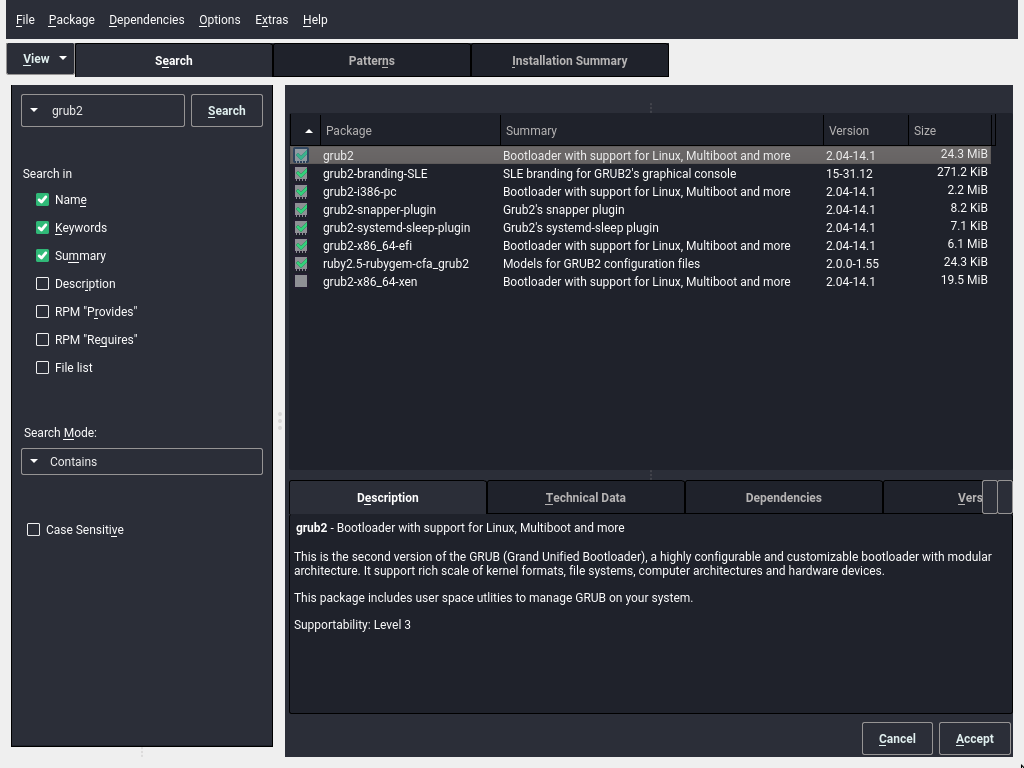 File Package Dependencies Options Extras Help
View Search Patterns Installation Summary
grub2 Search
Search in
Name
Keywords
Summary
Description
RPM "Provides"
RPM "Requires"
File list
Search Mode:
Contains
Case Sensitive
Package Summary Version Size
grub2 Bootloader with support for Linux, Multiboot and more 2.04-14.1 24.3 MiB
grub2-branding-SLE SLE branding for GRUB2's graphical console 15-31.12 271.2 KiB
grub2-i386-pc Bootloader with support for Linux, Multiboot and more 2.04-14.1 2.2 MiB
grub2-snapper-plugin Grub2's snapper plugin 2.04-14.1 8.2 KiB
grub2-systemd-sleep-plugin Grub2's systemd-sleep plugin 2.04-14.1 7.1 KiB
grub2-x86_64-efi Bootloader with support for Linux, Multiboot and more 2.04-14.1 6.1 MiB
ruby2.5-rubygem-cfa_grub2 Models for GRUB2 configuration files 2.0.0-1.55 24.3 KiB
grub2-x86_64-xen Bootloader with support for Linux, Multiboot and more 2.04-14.1 19.5 MiB
Description Technical Data Dependencies Vers
grub2 - Bootloader with support for Linux, Multiboot and more
This is the second version of the GRUB (Grand Unified Bootloader), a highly configurable and customizable bootloader with modular
architecture. It support rich scale of kernel formats, file systems, computer architectures and hardware devices.
This package includes user space utlities to manage GRUB on your system.
Supportability: Level 3
Cancel Accept